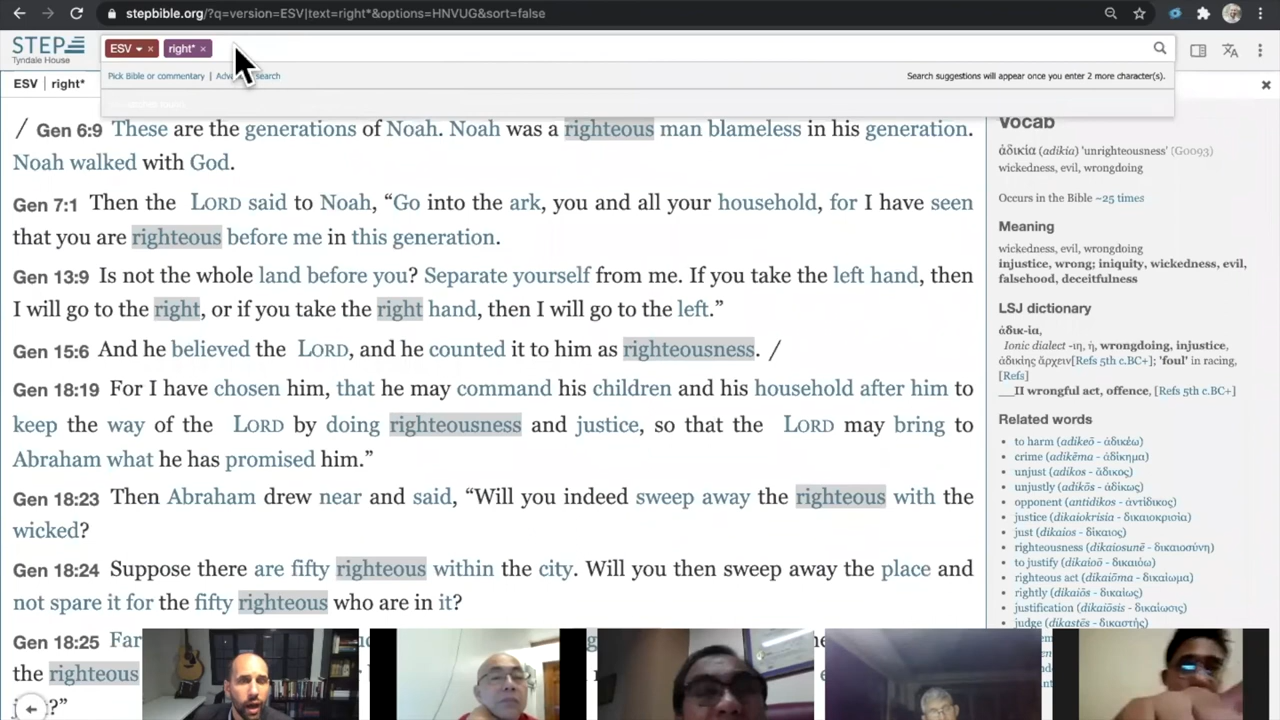 stepbible.org/?q=version=ESV|text=right*&options=HNVUG&sort=false
STEP
Tyndale House
ESV × right* ×
Pick Bible or commentary | search
Search suggestions will appear once you enter 2 more character(s).
ESV | right*
/ Gen 6:9 These are the generations of Noah. Noah was a righteous man blameless in his generation.
Noah walked with God.
Gen 7:1 Then the LORD said to Noah, “Go into the ark, you and all your household, for I have seen
that you are righteous before me in this generation.
Gen 13:9 Is not the whole land before you? Separate yourself from me. If you take the left hand, then
I will go to the right, or if you take the right hand, then I will go to the left.”
Gen 15:6 And he believed the LORD, and he counted it to him as righteousness. /
Gen 18:19 For I have chosen him, that he may command his children and his household after him to
keep the way of the LORD by doing righteousness and justice, so that the LORD may bring to
Abraham what he has promised him.”
Gen 18:23 Then Abraham drew near and said, “Will you indeed sweep away the righteous with the
wicked?
Gen 18:24 Suppose there are fifty righteous within the city. Will you then sweep away the place and
not spare it for the fifty righteous who are in it?
Gen 18:25 Far
the righteous
Vocab
ἀδικία (adikia) 'unrighteousness' (G0093)
wickedness, evil, wrongdoing
Occurs in the Bible ~25 times
Meaning
wickedness, evil, wrongdoing
injustice, wrong; iniquity, wickedness, evil,
falsehood, deceitfulness
LSJ dictionary
ἀδικ-ία,
Ionic dialect -ιη, ἡ, wrongdoing, injustice,
ἀδικίης ἄρχειν[Refs 5th c.BC+]; 'foul' in racing,
[Refs]
__II wrongful act, offence, [Refs 5th c.BC+]
Related words
to harm (adikeō - ἀδικέω)
crime (adikēma - ἀδίκημα)
unjust (adikos - ἄδικος)
unjustly (adikōs - ἀδίκως)
opponent (antidikos - ἀντίδικος)
justice (dikaiokrisia - δικαιοκρισία)
just (dikaios - δίκαιος)
righteousness (dikaiosunē - δικαιοσύνη)
to justify (dikaioō - δικαιόω)
righteous act (dikaiōma - δικαίωμα)
rightly (dikaiōs - δικαίως)
justification (dikaiōsis - δικαίωσις)
judge (dikastēs - δικαστής)